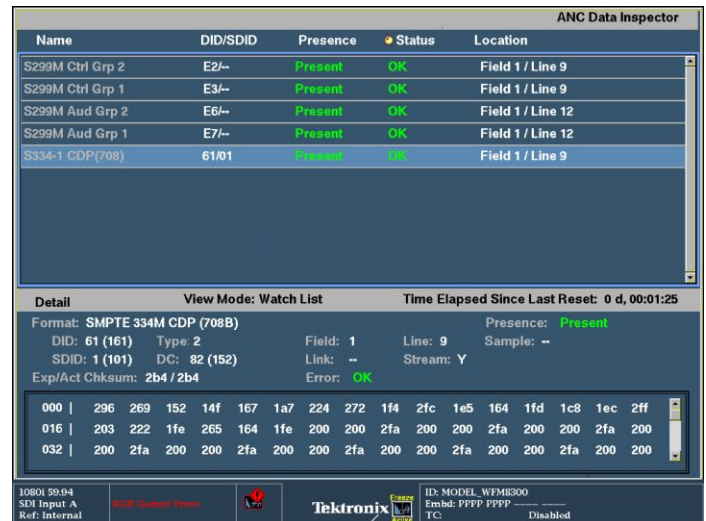 ANC Data Inspector
Name DID/SDID Presence Status Location
S299M Ctrl Grp 2 E2/-- Present OK Field 1 / Line 9
S299M Ctrl Grp 1 E3/-- Present OK Field 1 / Line 9
S299M Aud Grp 2 E6/-- Present OK Field 1 / Line 12
S299M Aud Grp 1 E7/-- Present OK Field 1 / Line 12
S334-1 CDP(708) 61/01 Present OK Field 1 / Line 9
Detail View Mode: Watch List Time Elapsed Since Last Reset: 0 d, 00:01:25
Format: SMPTE 334M CDP (708B) Presence: Present
DID: 61 (161) Type: 2 Field: 1 Line: 9 Sample: --
SDID: 1 (101) DC: 82 (152) Link: -- Stream: Y
Exp/Act Chksum: 2b4 / 2b4 Error: OK
000 | 296 269 152 14f 167 1a7 224 272 1f4 2fc 1e5 164 1fd 1c8 1ec 2ff
016 | 203 222 1fe 265 164 1fe 200 200 2fa 200 200 2fa 200 200 2fa 200
032 | 200 2fa 200 200 2fa 200 200 2fa 200 200 2fa 200 200 2fa 200 200
1080i 59.94
SDI Input A
Ref: Internal
RGB Gamut Error
Tektronix
Freeze
Active
ID: MODEL_WFM8300
Embd: PPPP PPPP ---- ----
TC: Disabled